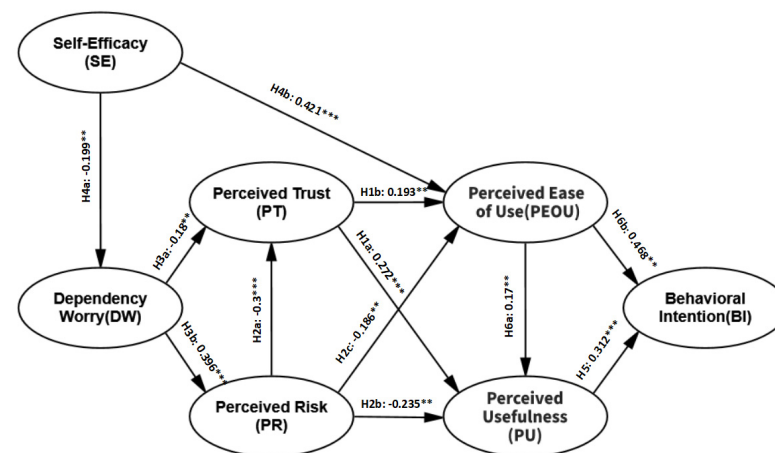 Self-Efficacy
(SE)
H4b: 0.421***
H4a: -0.199**
Perceived Trust
(PT)
H1b: 0.193**
Perceived Ease
of Use(PEOU)
H3a: -0.18**
H1a: 0.272***
H6b: 0.468**
Dependency
Worry(DW)
H2a: -0.3***
H2c: -0.186**
H6a: 0.17**
Behavioral
Intention(BI)
H3b: 0.396***
H5: 0.312***
Perceived Risk
(PR)
H2b: -0.235**
Perceived
Usefulness
(PU)